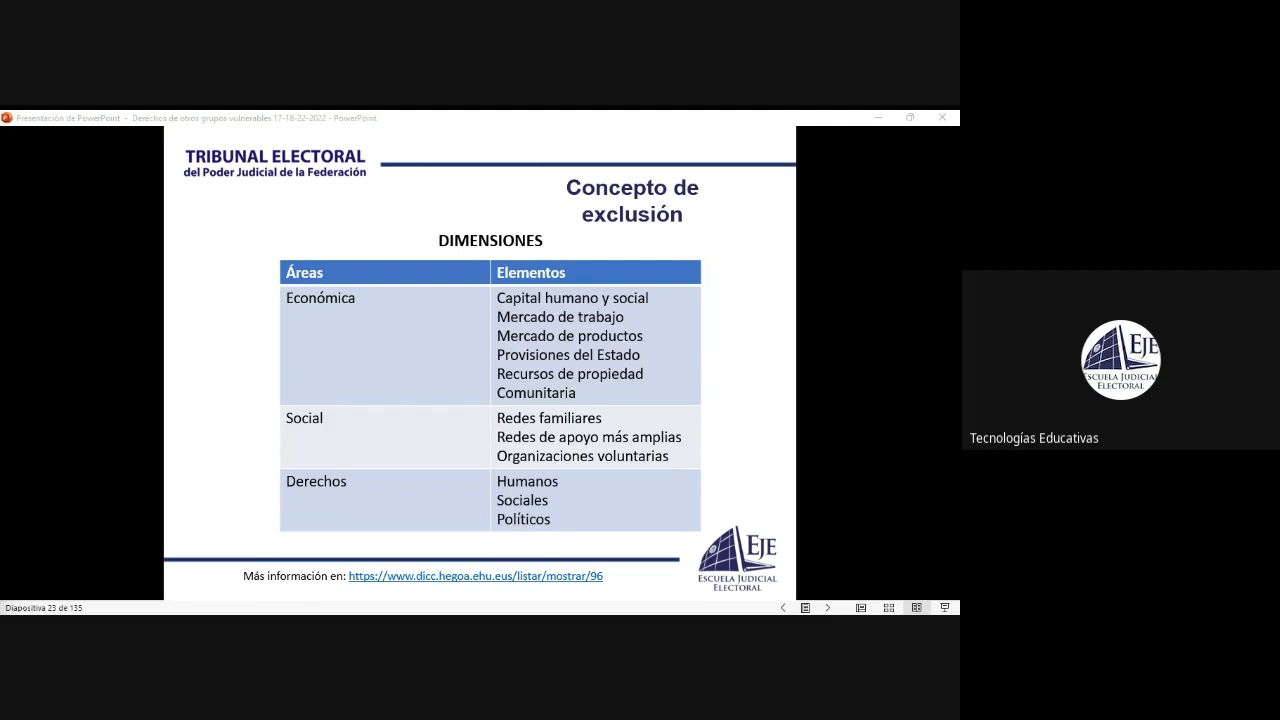 Presentación de PowerPoint - Derechos de otros grupos vulnerables 17-18-22-2022 - PowerPoint
TRIBUNAL ELECTORAL
del Poder Judicial de la Federación
Concepto de
exclusión
DIMENSIONES
Áreas Elementos
Económica Capital humano y social
Mercado de trabajo
Mercado de productos
Provisiones del Estado
Recursos de propiedad
Comunitaria
Social Redes familiares
Redes de apoyo más amplias
Organizaciones voluntarias
Derechos Humanos
Sociales
Políticos
EJE
ESCUELA JUDICIAL
ELECTORAL
Más información en: https://www.dicc.hegoa.ehu.eus/listar/mostrar/96
Diapositiva 23 de 135
EJE
ESCUELA JUDICIAL
ELECTORAL
Tecnologías Educativas